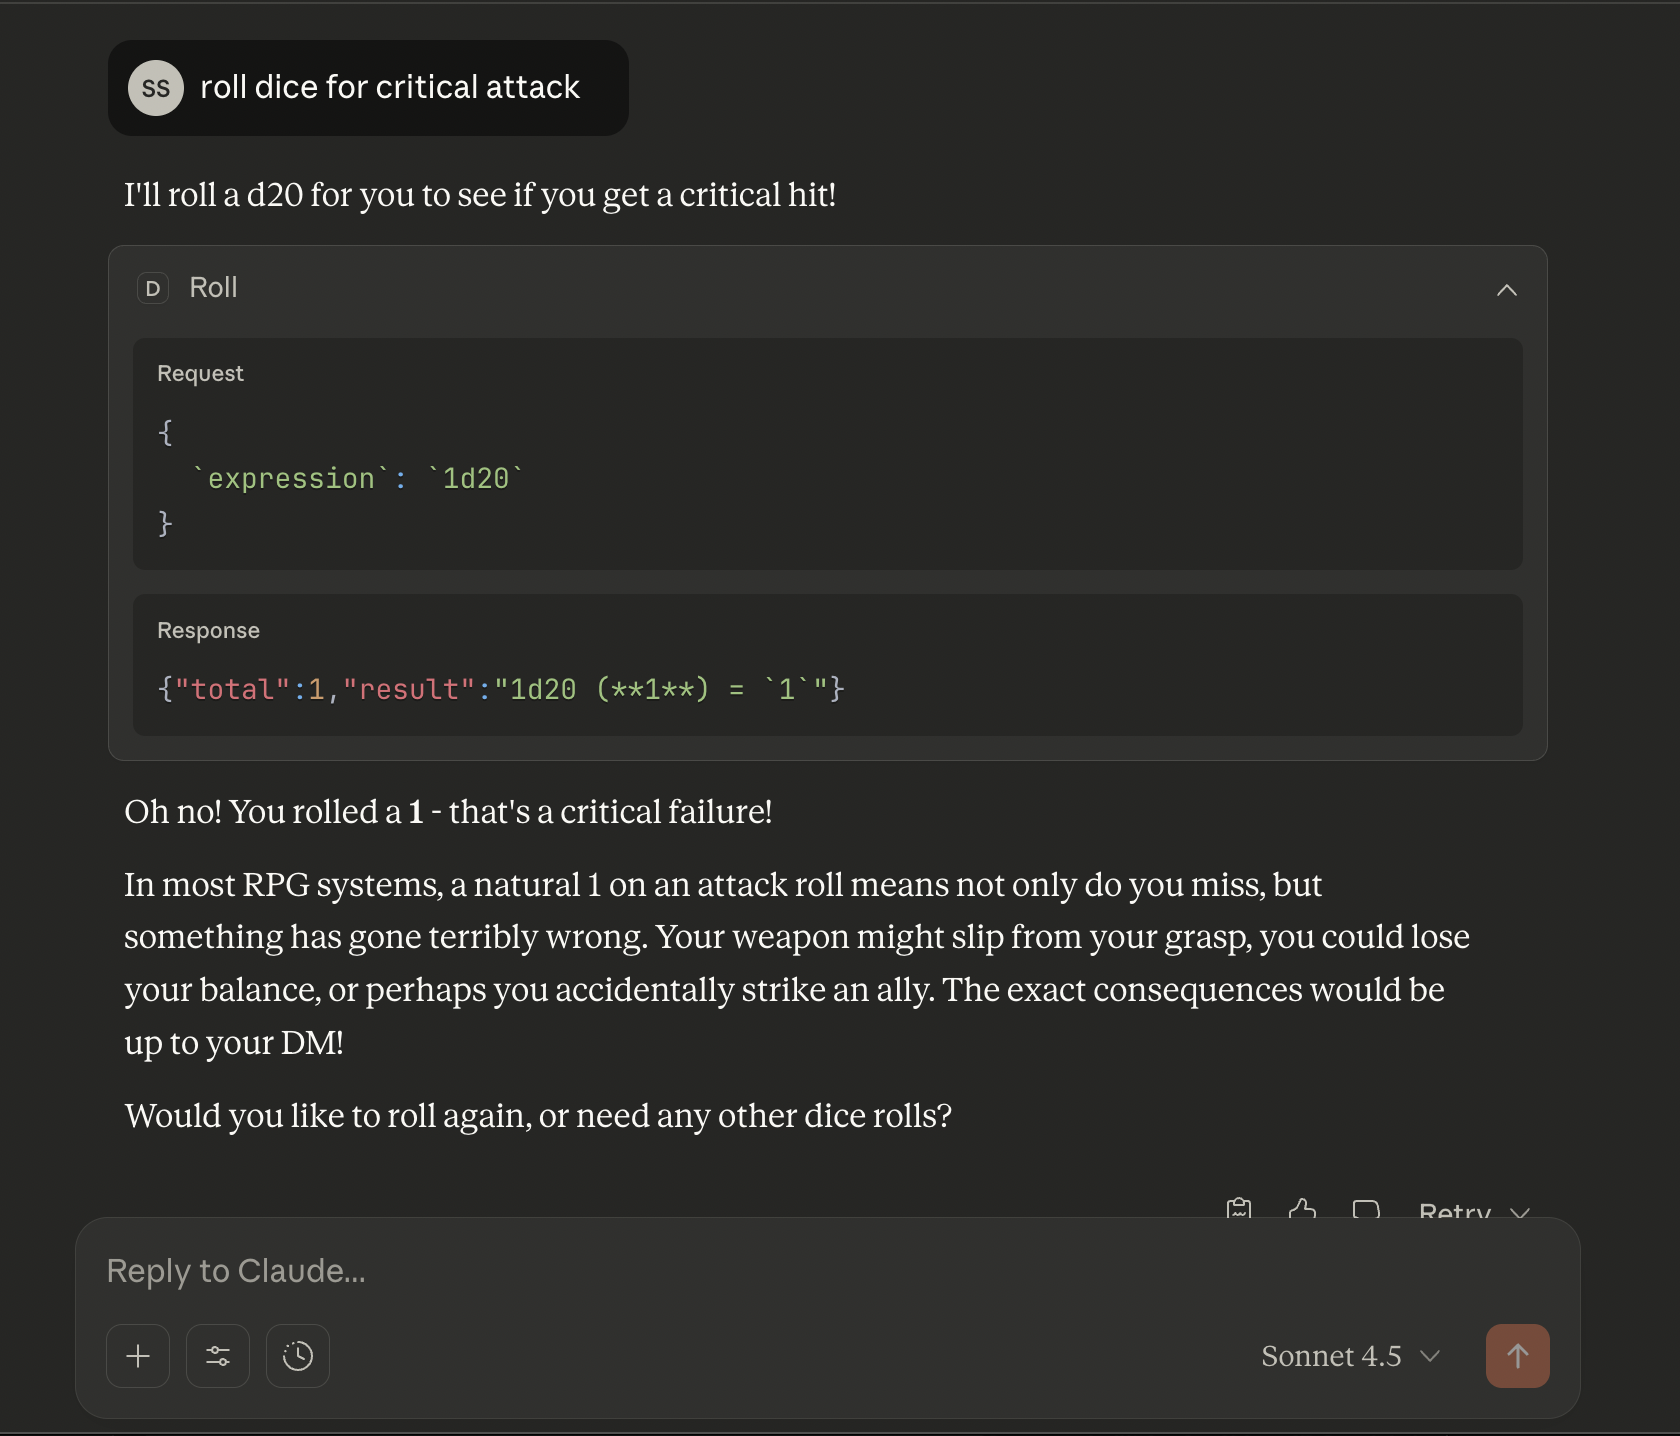 SS roll dice for critical attack
I'll roll a d20 for you to see if you get a critical hit!
D Roll
Request
{
`expression`: `1d20`
}
Response
{"total":1,"result":"1d20 (**1**) = `1`"}
Oh no! You rolled a 1 - that's a critical failure!
In most RPG systems, a natural 1 on an attack roll means not only do you miss, but
something has gone terribly wrong. Your weapon might slip from your grasp, you could lose
your balance, or perhaps you accidentally strike an ally. The exact consequences would be
up to your DM!
Would you like to roll again, or need any other dice rolls?
Retry
Reply to Claude...
Sonnet 4.5